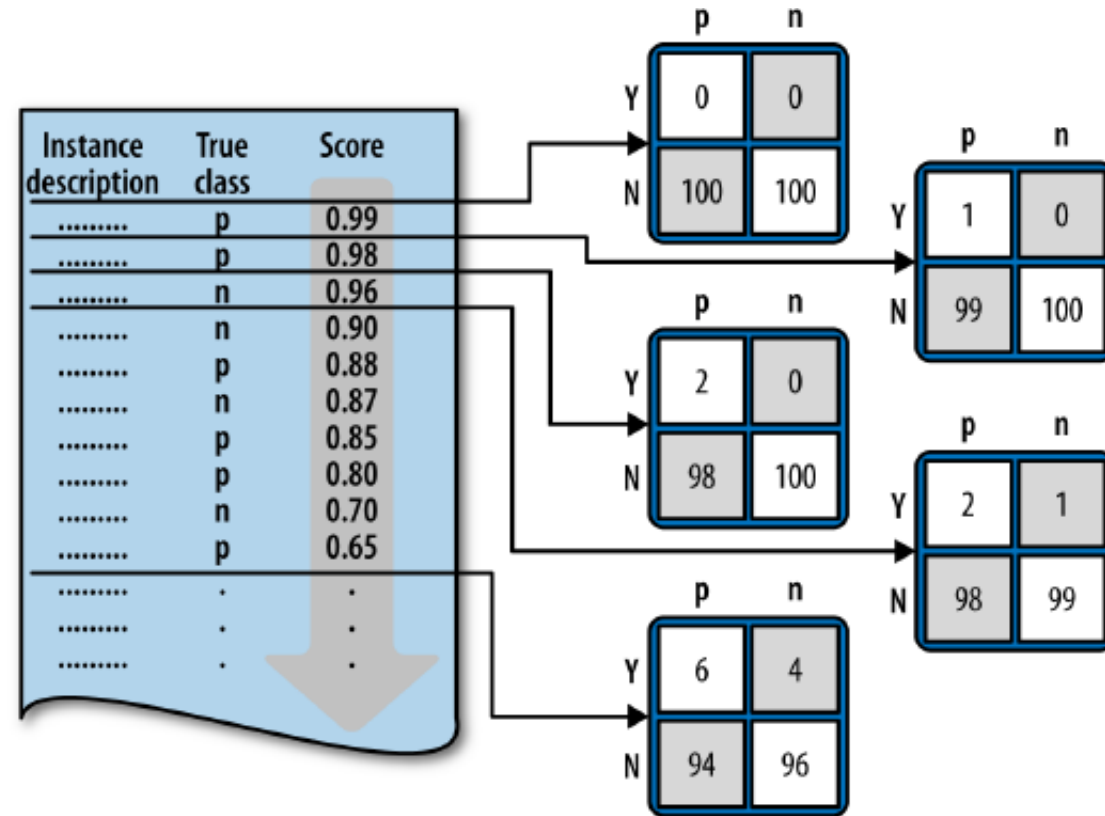 Instance description True class Score
......... p 0.99
......... p 0.98
......... n 0.96
......... n 0.90
......... p 0.88
......... n 0.87
......... p 0.85
......... p 0.80
......... n 0.70
......... p 0.65
......... . .
......... . .
......... . .
p n
Y 0 0
N 100 100
p n
Y 1 0
N 99 100
p n
Y 2 0
N 98 100
p n
Y 2 1
N 98 99
p n
Y 6 4
N 94 96